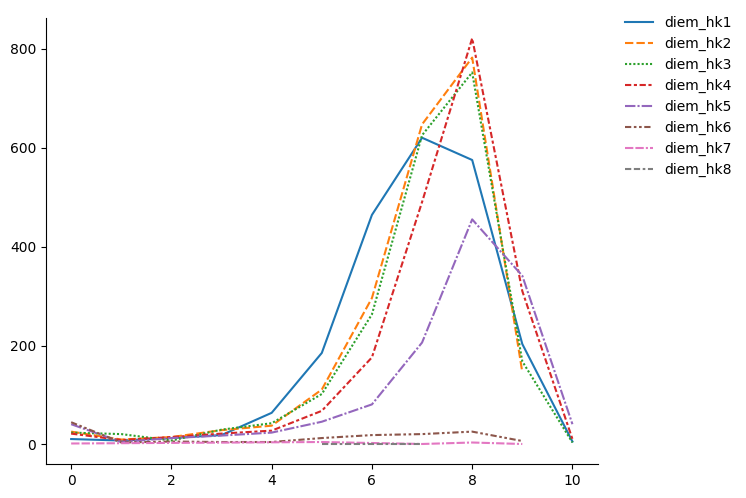 diem_hk1
diem_hk2
diem_hk3
diem_hk4
diem_hk5
diem_hk6
diem_hk7
diem_hk8
800
600
400
200
0
0 2 4 6 8 10